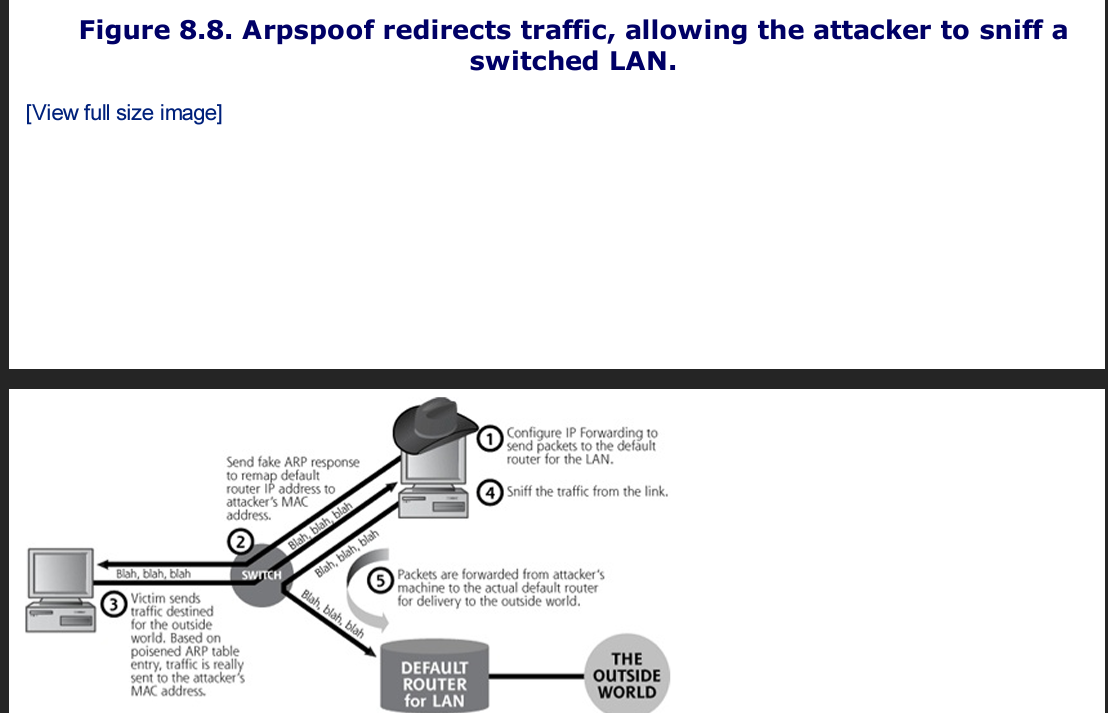 Figure 8.8. Arpspoof redirects traffic, allowing the attacker to sniff a
switched LAN.
[View full size image]
1
Configure IP Forwarding to
send packets to the default
router for the LAN.
4
Sniff the traffic from the link.
Send fake ARP response
to remap default
router IP address to
attacker's MAC
address.
2
Blah, blah, blah
Blah, blah, blah
SWITCH
Blah, blah, blah
3
Victim sends
traffic destined
for the outside
world. Based on
poisened ARP table
entry, traffic is really
sent to the attacker's
MAC address.
5
Packets are forwarded from attacker's
machine to the actual default router
for delivery to the outside world.
Blah, blah, blah
DEFAULT
ROUTER
for LAN
THE
OUTSIDE
WORLD